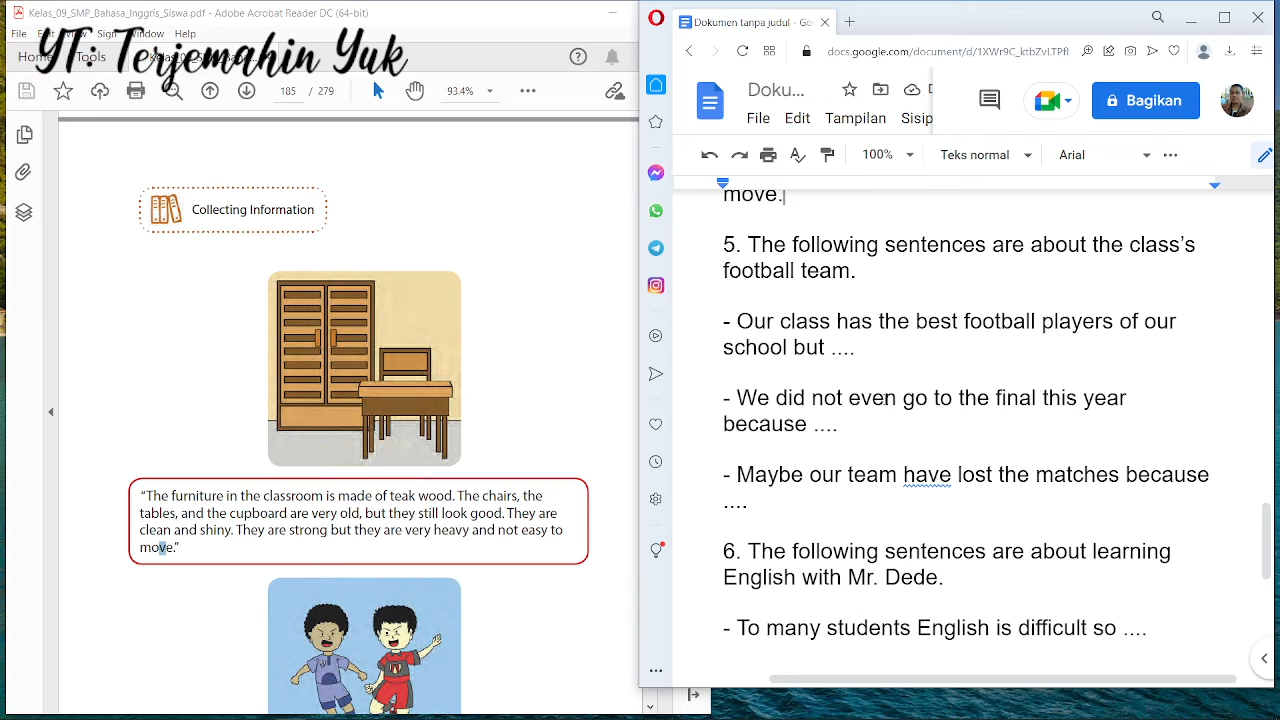 Kelas_09_SMP_Bahasa_Inggris_Siswa.pdf - Adobe Acrobat Reader DC (64-bit)
File Edit View Sign Window Help
YT: Terjemahin Yuk
Home Tools
185 / 279
93.4%
Collecting Information
"The furniture in the classroom is made of teak wood. The chairs, the
tables, and the cupboard are very old, but they still look good. They are
clean and shiny. They are strong but they are very heavy and not easy to
move."
Dokumen tanpa judul - Go
docs.google.com/document/d/1XWr9C_ktbZvLTPfl
Doku...
File Edit Tampilan Sisip
Bagikan
100% Teks normal Arial
move.
5. The following sentences are about the class's
football team.
- Our class has the best football players of our
school but ....
- We did not even go to the final this year
because ....
- Maybe our team have lost the matches because
....
6. The following sentences are about learning
English with Mr. Dede.
- To many students English is difficult so ....